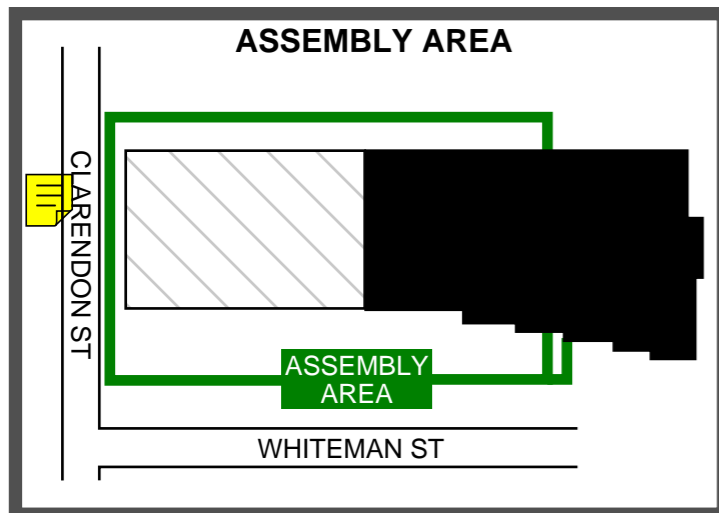 ASSEMBLY AREA
CLARENDON ST
ASSEMBLY
AREA
WHITEMAN ST